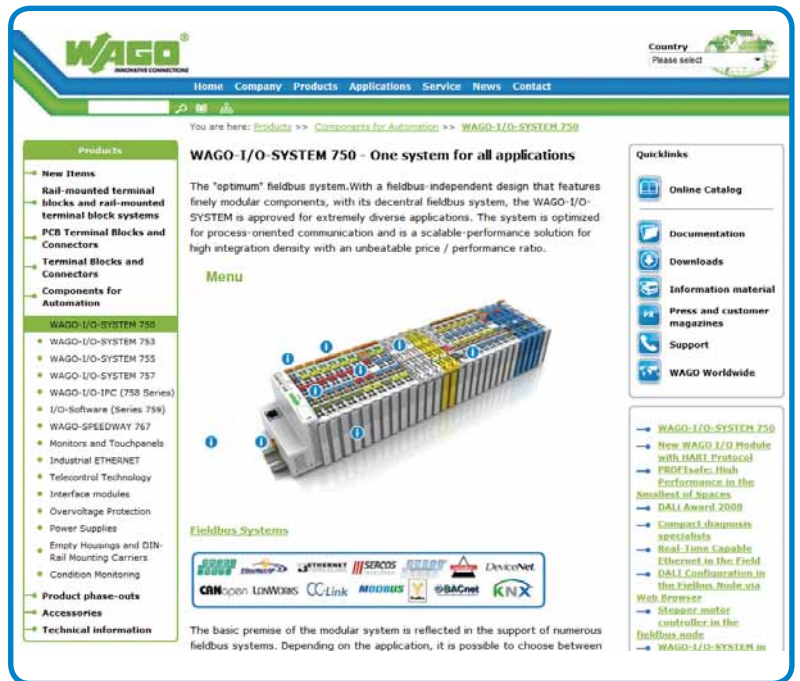 WAGO
INNOVATIVE CONNECTIONS
Country
Please select
Home Company Products Applications Service News Contact
You are here: Products >> Components for Automation >> WAGO-I/O-SYSTEM 750
Products
New Items
Rail-mounted terminal
blocks and rail-mounted
terminal block systems
PCB Terminal Blocks and
Connectors
Terminal Blocks and
Connectors
Components for
Automation
WAGO-I/O-SYSTEM 750
WAGO-I/O-SYSTEM 753
WAGO-I/O-SYSTEM 755
WAGO-I/O-SYSTEM 757
WAGO-I/O-IPC (758 Series)
I/O-Software (Series 759)
WAGO-SPEEDWAY 767
Monitors and Touchpanels
Industrial ETHERNET
Telecontrol Technology
Interface modules
Overvoltage Protection
Power Supplies
Empty Housings and DIN-
Rail Mounting Carriers
Condition Monitoring
Product phase-outs
Accessories
Technical information
WAGO-I/O-SYSTEM 750 - One system for all applications
The "optimum" fieldbus system.With a fieldbus-independent design that features
finely modular components, with its decentral fieldbus system, the WAGO-I/O-
SYSTEM is approved for extremely diverse applications. The system is optimized
for process-oriented communication and is a scalable-performance solution for
high integration density with an unbeatable price / performance ratio.
Menu
Fieldbus Systems
SERCOS
DeviceNet
CANopen LONWORKS CC-Link MODBUS BACnet KNX
The basic premise of the modular system is reflected in the support of numerous
fieldbus systems. Depending on the application, it is possible to choose between
Quicklinks
Online Catalog
Documentation
Downloads
Information material
Press and customer
magazines
Support
WAGO Worldwide
WAGO-I/O-SYSTEM 750
New WAGO I/O Module
with HART Protocol
PROFIsafe: High
Performance in the
Smallest of Spaces
DALI Award 2008
Compact diagnosis
specialists
Real-Time Capable
Ethernet in the Field
DALI Configuration in
the Fielbus Node via
Web Browser
Stepper motor
controller in the
fieldbus node
WAGO-I/O-SYSTEM in